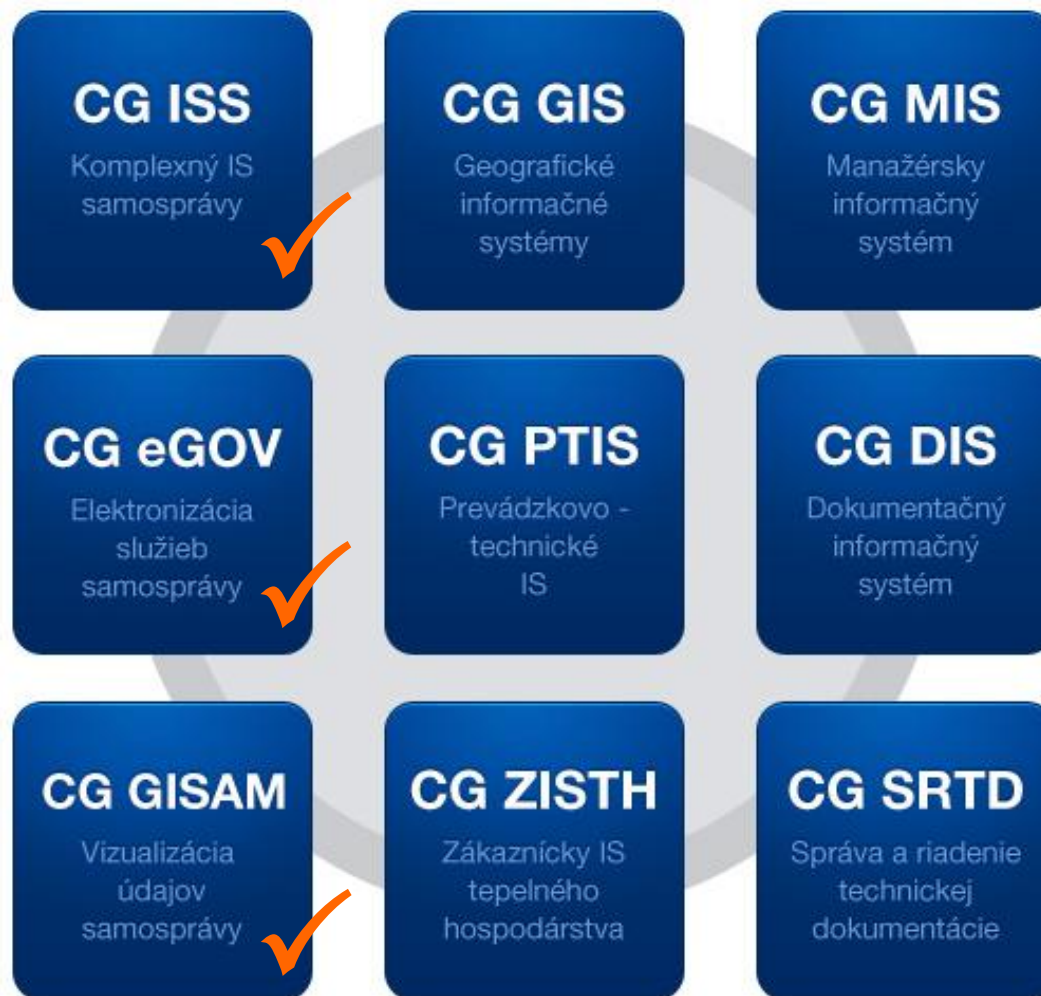 CG ISS
Komplexný IS
samosprávy
CG GIS
Geografické
informačné
systémy
CG MIS
Manažérsky
informačný
systém
CG eGOV
Elektronizácia
služieb
samosprávy
CG PTIS
Prevádzkovo -
technické
IS
CG DIS
Dokumentačný
informačný
systém
CG GISAM
Vizualizácia
údajov
samosprávy
CG ZISTH
Zákaznícky IS
tepelného
hospodárstva
CG SRTD
Správa a riadenie
technickej
dokumentácie